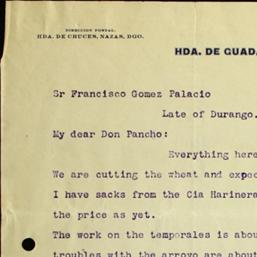 DIRECCION POSTAL:
HDA. DE CHUCES, NAZAS, DGO.
HDA. DE GUAD
Sr Francisco Gomez Palacio
Late of Durango.
My dear Don Pancho:
Everything here
We are cutting the wheat and expec
I have sacks from the Cia Harinera
the price as yet.
The work on the temporales is abou
troubles with the arroyo are about